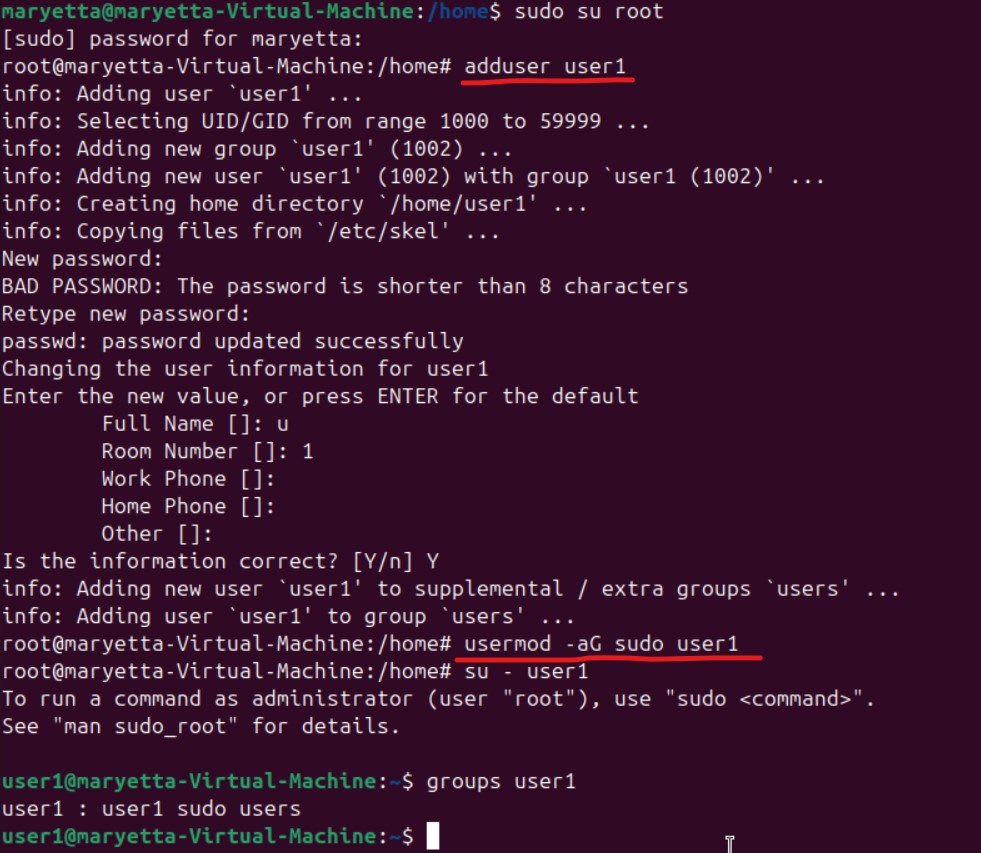 maryetta@maryetta-Virtual-Machine:/home$ sudo su root
[sudo] password for maryetta:
root@maryetta-Virtual-Machine:/home# adduser user1
info: Adding user `user1' ...
info: Selecting UID/GID from range 1000 to 59999 ...
info: Adding new group `user1' (1002) ...
info: Adding new user `user1' (1002) with group `user1 (1002)' ...
info: Creating home directory `/home/user1' ...
info: Copying files from `/etc/skel' ...
New password:
BAD PASSWORD: The password is shorter than 8 characters
Retype new password:
passwd: password updated successfully
Changing the user information for user1
Enter the new value, or press ENTER for the default
        Full Name []: u
        Room Number []: 1
        Work Phone []:
        Home Phone []:
        Other []:
Is the information correct? [Y/n] Y
info: Adding new user `user1' to supplemental / extra groups `users' ...
info: Adding user `user1' to group `users' ...
root@maryetta-Virtual-Machine:/home# usermod -aG sudo user1
root@maryetta-Virtual-Machine:/home# su - user1
To run a command as administrator (user "root"), use "sudo <command>".
See "man sudo_root" for details.

user1@maryetta-Virtual-Machine:~$ groups user1
user1 : user1 sudo users
user1@maryetta-Virtual-Machine:~$